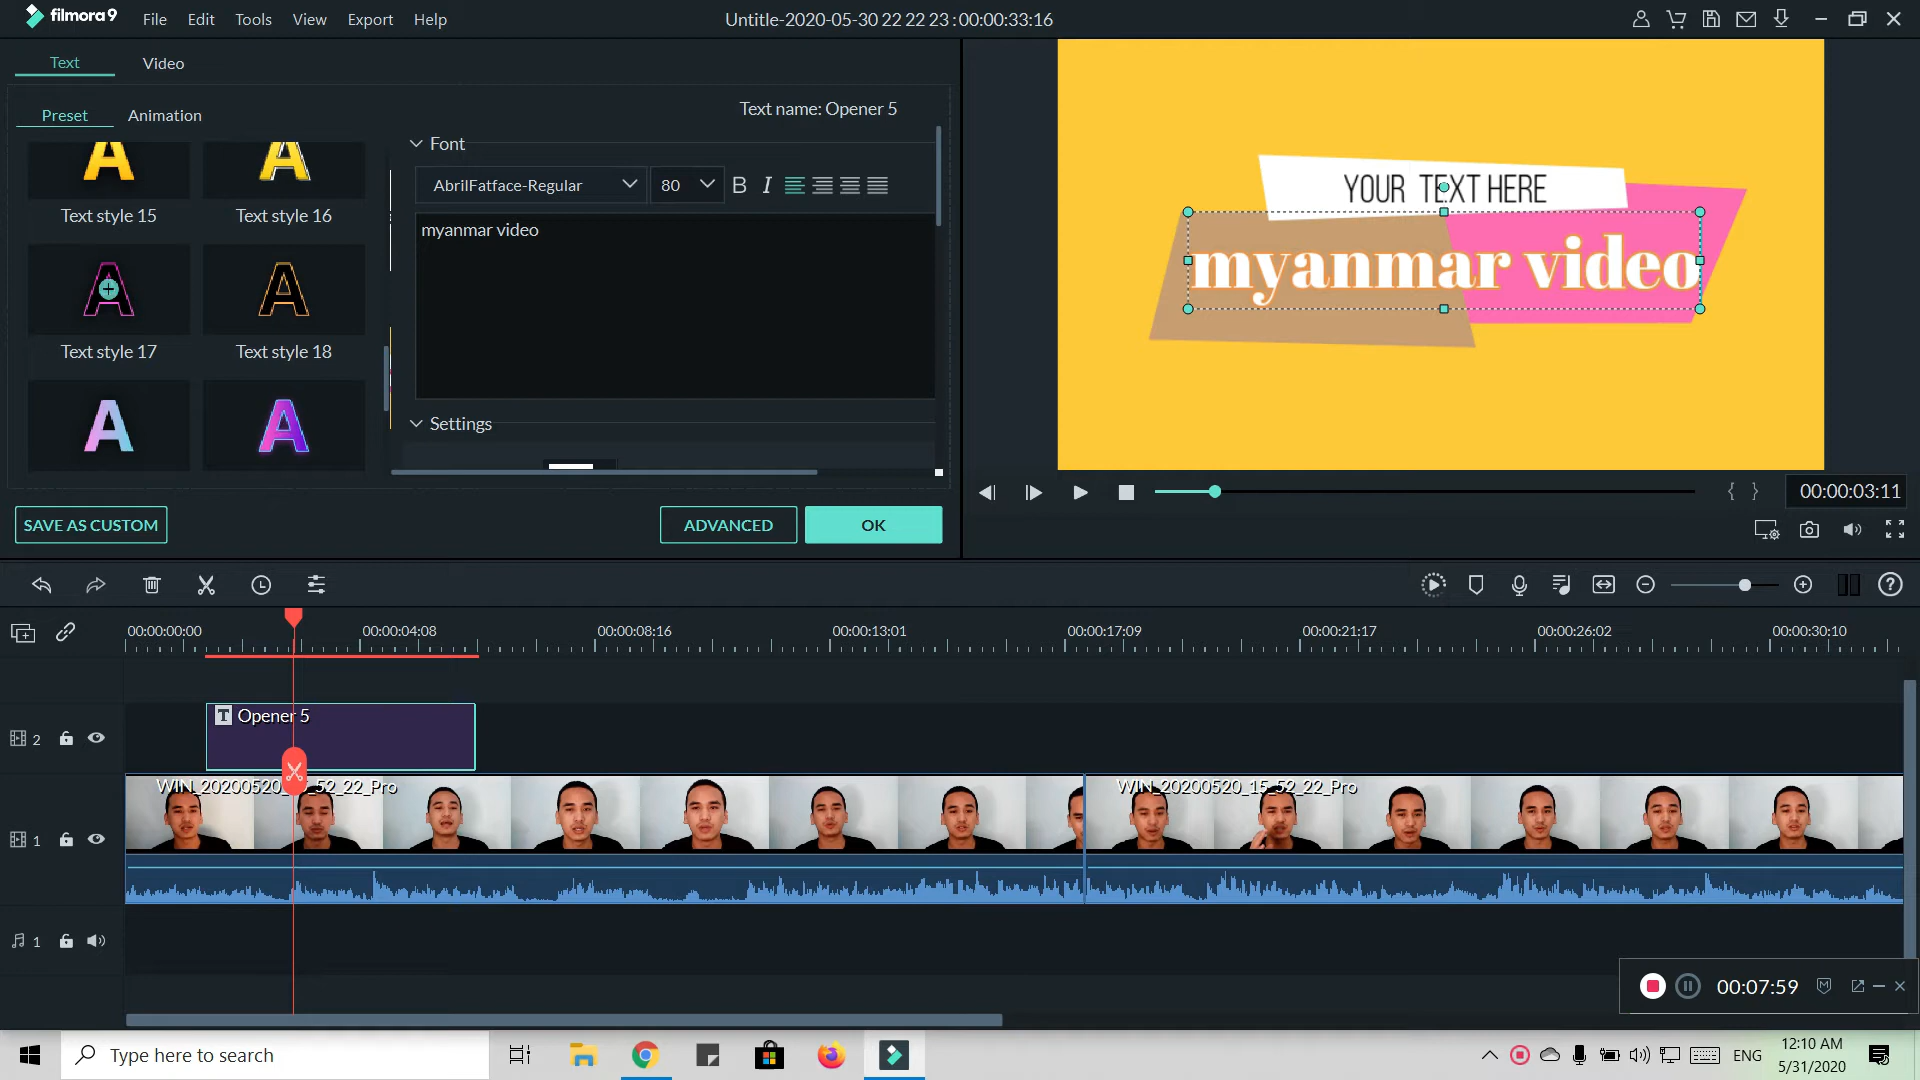 filmora9 File Edit Tools View Export Help Untitle-2020-05-30 22 22 23 : 00:00:33:16
Text Video
Preset Animation Text name: Opener 5
Font
AbrilFatface-Regular 80 B I
myanmar video
Text style 15 Text style 16
Text style 17 Text style 18
Settings
YOUR TEXT HERE
myanmar video
SAVE AS CUSTOM ADVANCED OK
{ } 00:00:03:11
00:00:00:00 00:00:04:08 00:00:08:16 00:00:13:01 00:00:17:09 00:00:21:17 00:00:26:02 00:00:30:10
2 T Opener 5
WIN_20200520_ _52_22_Pro WIN_20200520_15_52_22_Pro
1
1
00:07:59
Type here to search
ENG 12:10 AM
5/31/2020